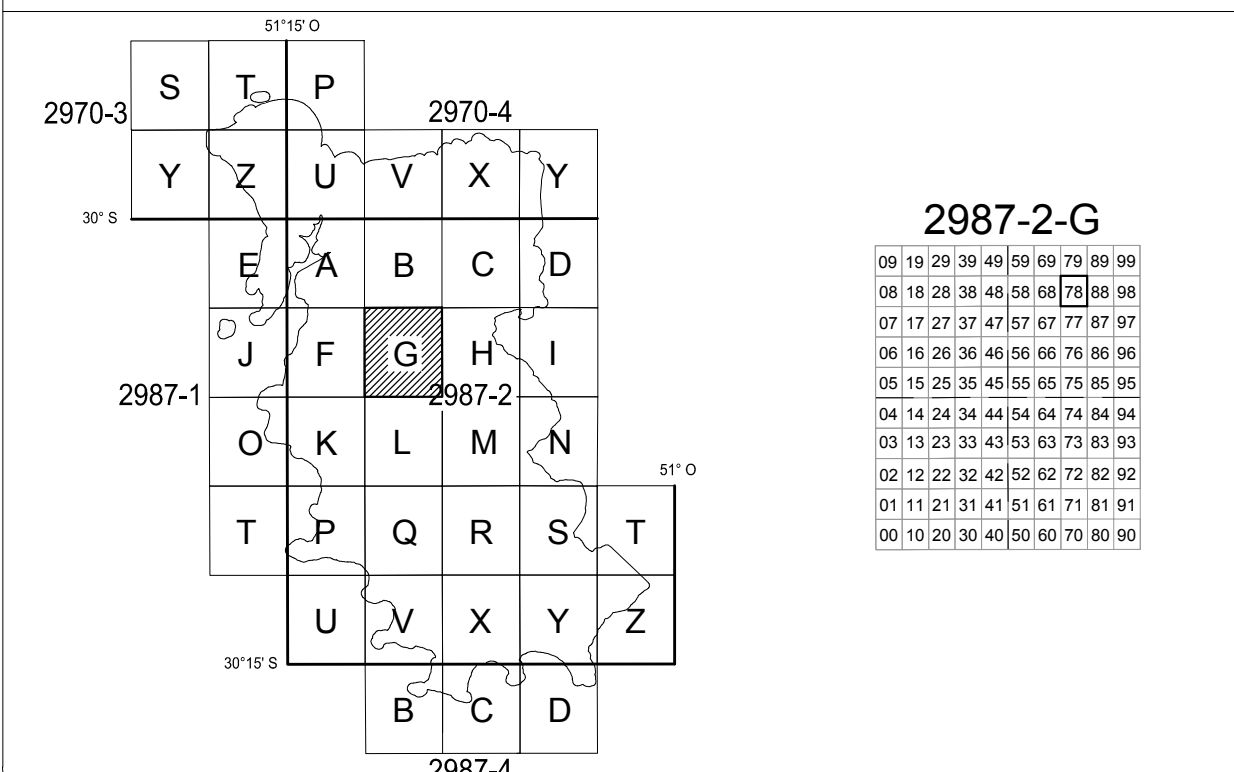 51°15' O
S T P
2970-3
2970-4
Y Z U V X Y
30° S
E A B C D
J F G H I
2987-1
2987-2
O K L M N
51° O
T P Q R S T
U V X Y Z
30°15' S
B C D
2987-4
2987-2-G
09 19 29 39 49 59 69 79 89 99
08 18 28 38 48 58 68 78 88 98
07 17 27 37 47 57 67 77 87 97
06 16 26 36 46 56 66 76 86 96
05 15 25 35 45 55 65 75 85 95
04 14 24 34 44 54 64 74 84 94
03 13 23 33 43 53 63 73 83 93
02 12 22 32 42 52 62 72 82 92
01 11 21 31 41 51 61 71 81 91
00 10 20 30 40 50 60 70 80 90